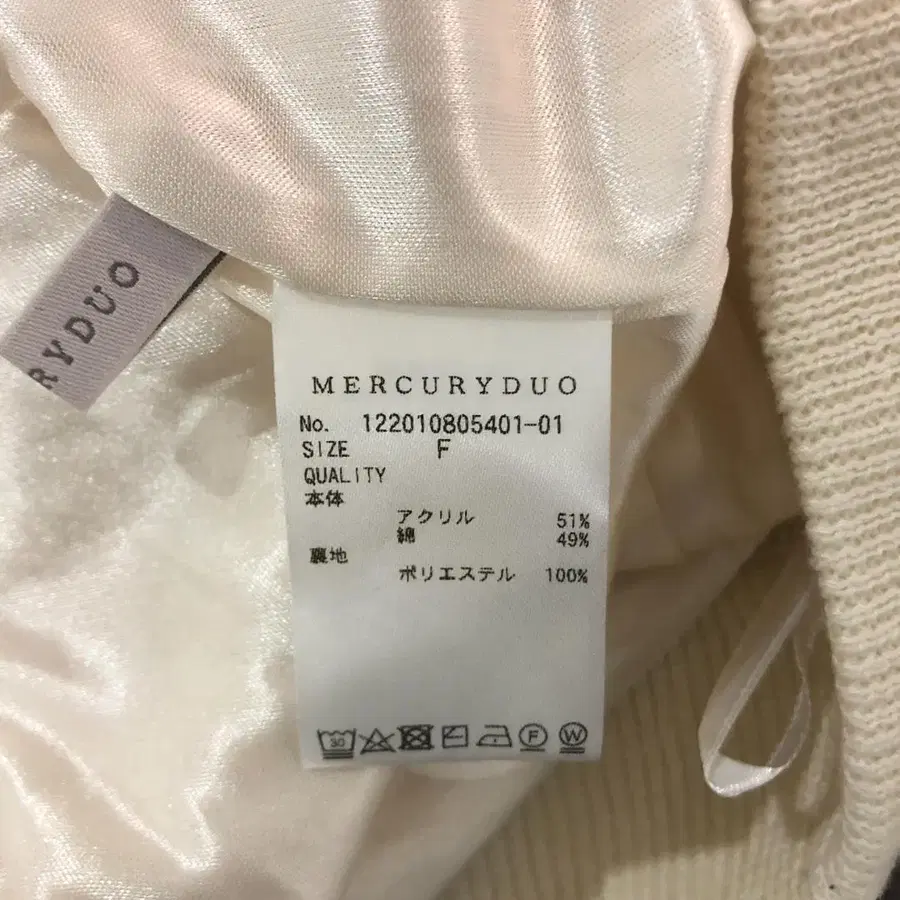 RYDUO
MERCURYDUO
No. 122010805401-01
SIZE F
QUALITY
本体
アクリル 51%
綿 49%
裏地
ポリエステル 100%
30 F W